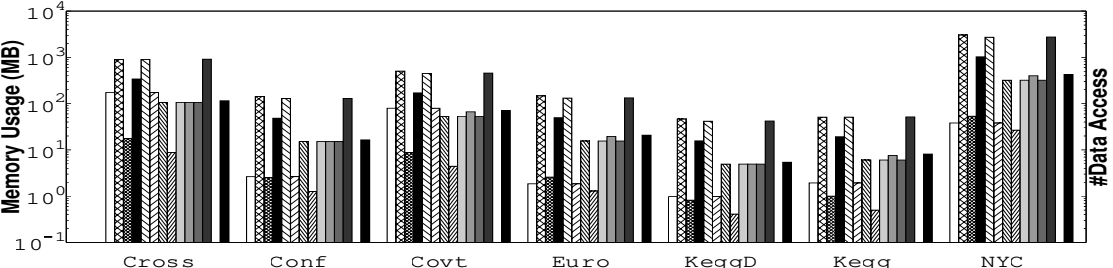 Memory Usage (MB)
10^4
10^3
10^2
10^1
10^0
10^-1
Cross Conf Covt Euro KeggD Kegg NYC
#Data Access